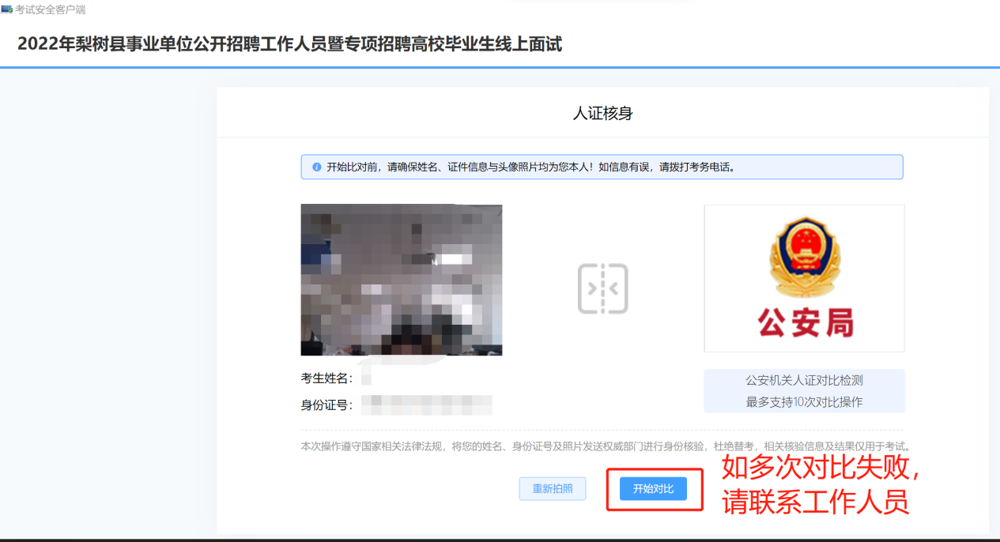 考试安全客户端
2022年梨树县事业单位公开招聘工作人员暨专项招聘高校毕业生线上面试
人证核身
开始比对前，请确保姓名、证件信息与头像照片均为您本人！如信息有误，请拨打考务电话。
公安局
考生姓名：
身份证号：
公安机关人证对比检测
最多支持10次对比操作
本次操作遵守国家相关法律法规，将您的姓名、身份证号及照片发送权威部门进行身份核验，杜绝替考，相关核验信息及结果仅用于考试。
重新拍照
开始对比
如多次对比失败，
请联系工作人员